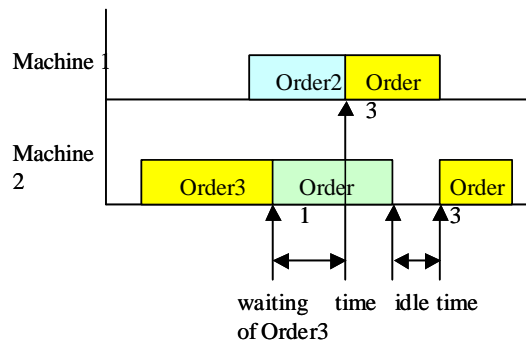 Machine 1
Order2 Order
3
Machine
2
Order3 Order Order
1 3
waiting time idle time
of Order3